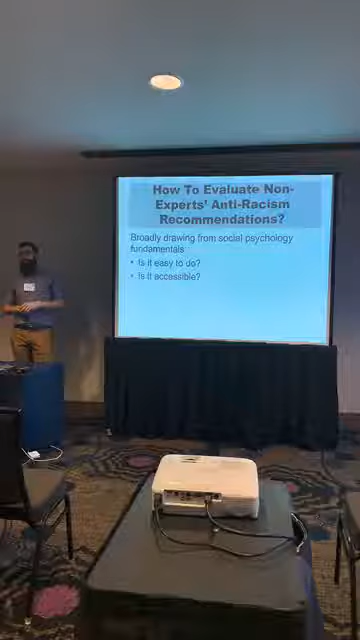 How To Evaluate Non-
Experts' Anti-Racism
Recommendations?
Broadly drawing from social psychology
fundamentals
• Is it easy to do?
• Is it accessible?